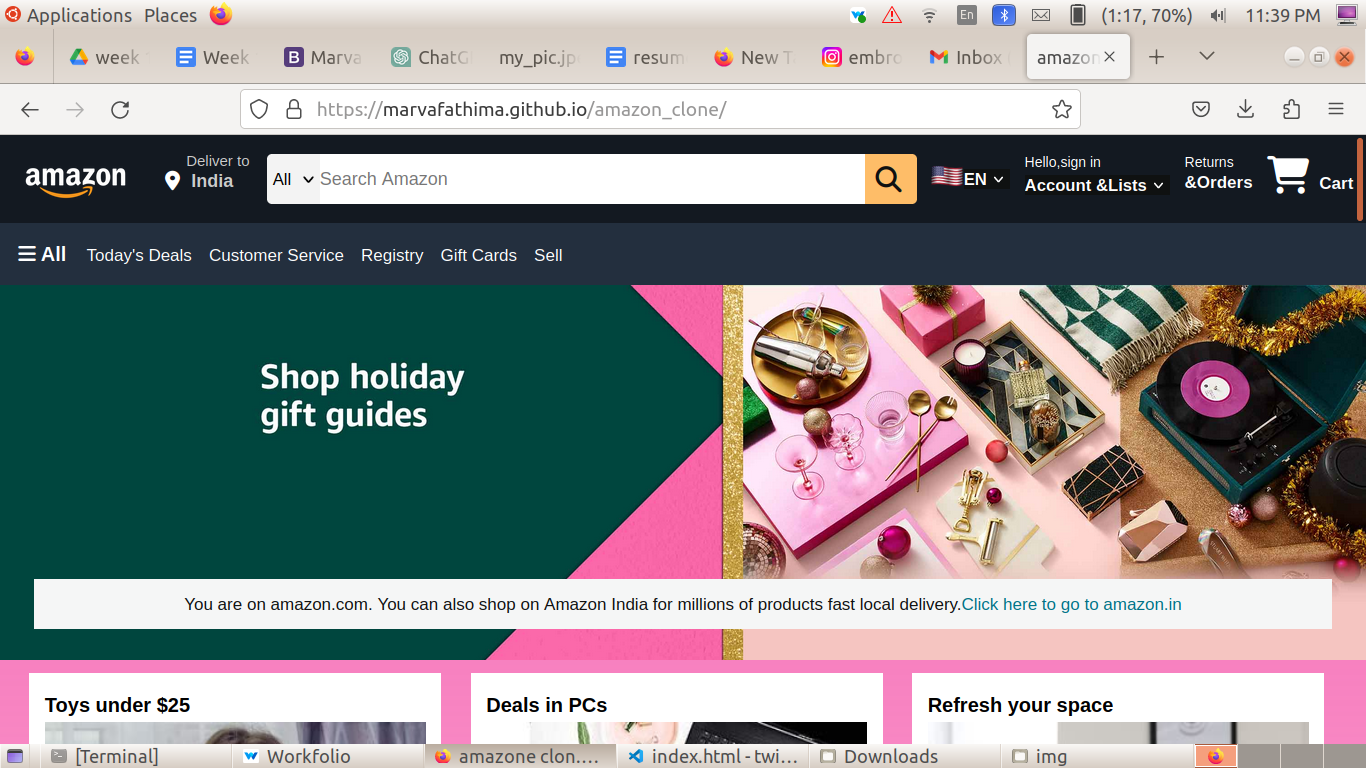 Applications Places En (1:17, 70%) 11:39 PM
week Week B Marva ChatG my_pic.jp resum New T embro Inbox amazon
https://marvafathima.github.io/amazon_clone/
amazon Deliver to India All Search Amazon EN Hello,sign in Account &Lists Returns &Orders Cart
All Today's Deals Customer Service Registry Gift Cards Sell
Shop holiday
gift guides
You are on amazon.com. You can also shop on Amazon India for millions of products fast local delivery.Click here to go to amazon.in
Toys under $25 Deals in PCs Refresh your space
[Terminal] Workfolio amazone clon.... index.html - twi... Downloads img